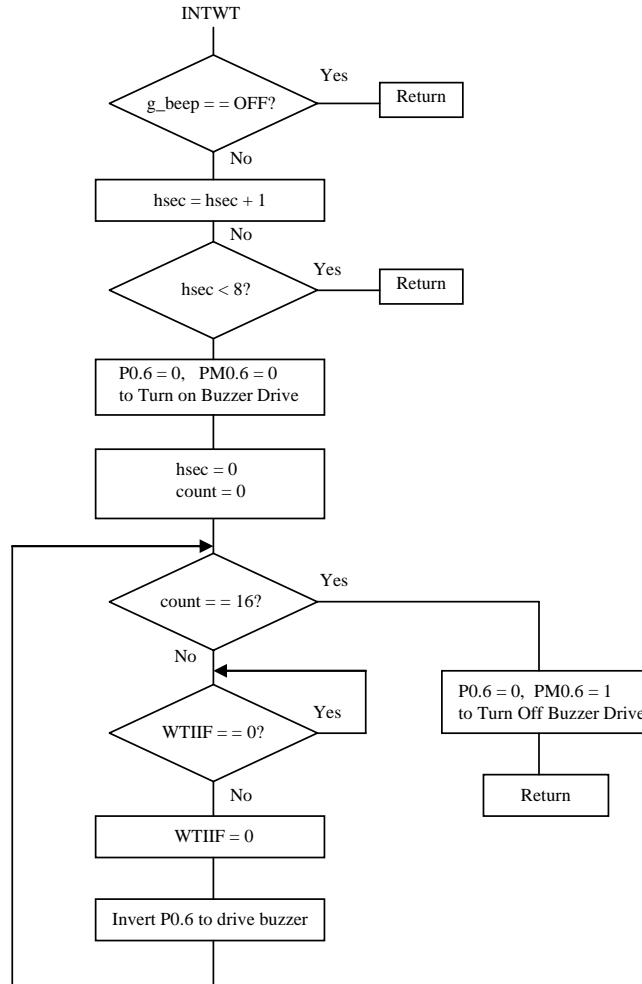 INTWT
g_beep = = OFF?
Yes
Return
No
hsec = hsec + 1
No
hsec < 8?
Yes
Return
P0.6 = 0, PM0.6 = 0
to Turn on Buzzer Drive
hsec = 0
count = 0
count = = 16?
Yes
No
P0.6 = 0, PM0.6 = 1
to Turn Off Buzzer Drive
Return
WTIIF = = 0?
Yes
No
WTIIF = 0
Invert P0.6 to drive buzzer